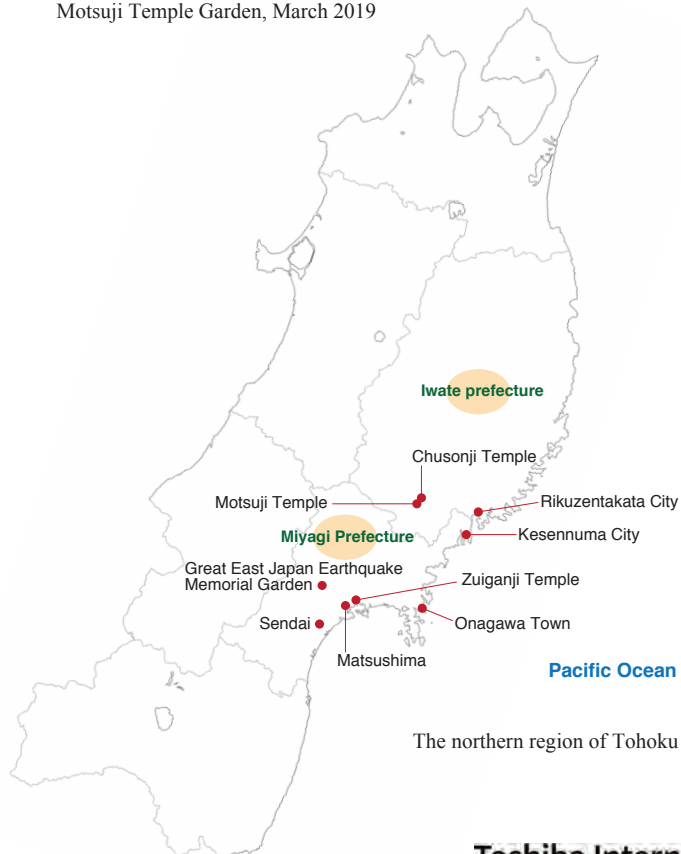 Motsuji Temple Garden, March 2019
Iwate prefecture
Chusonji Temple
Motsuji Temple
Rikuzentakata City
Kesennuma City
Miyagi Prefecture
Great East Japan Earthquake
Memorial Garden
Zuiganji Temple
Sendai
Onagawa Town
Matsushima
Pacific Ocean
The northern region of Tohoku